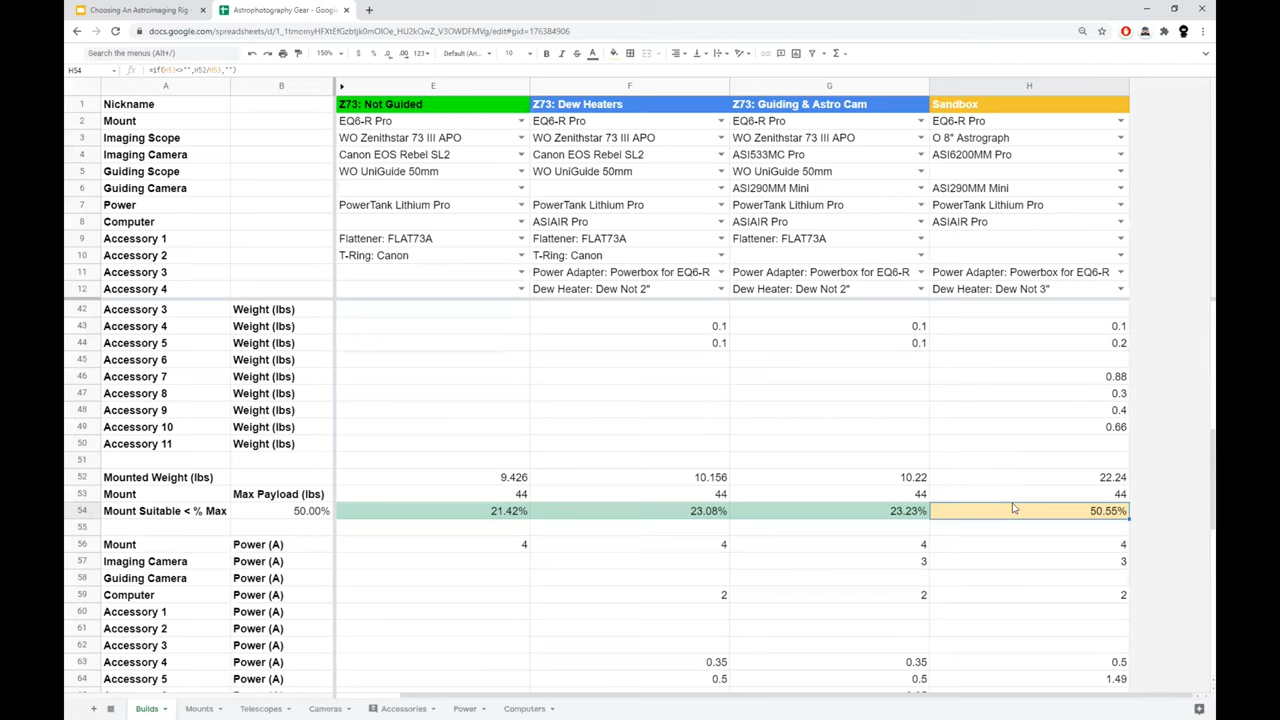 Choosing An Astroimaging Rig - × Astrophotography Gear - Google × +
docs.google.com/spreadsheets/d/1_1tmomyHFXtEfGzbtjk0mOlOe_HU2kQwZ_V3OWDFMVg/edit#gid=176384906
Search the menus (Alt+/) 150% $ % .0 .00 123 Default (Ari... 10 B I S A
H54 fx =if(H53<>"",H52/H53,"")
A B E F G H
1 Nickname Z73: Not Guided Z73: Dew Heaters Z73: Guiding & Astro Cam Sandbox
2 Mount EQ6-R Pro EQ6-R Pro EQ6-R Pro EQ6-R Pro
3 Imaging Scope WO Zenithstar 73 III APO WO Zenithstar 73 III APO WO Zenithstar 73 III APO O 8" Astrograph
4 Imaging Camera Canon EOS Rebel SL2 Canon EOS Rebel SL2 ASI533MC Pro ASI6200MM Pro
5 Guiding Scope WO UniGuide 50mm WO UniGuide 50mm WO UniGuide 50mm
6 Guiding Camera ASI290MM Mini ASI290MM Mini
7 Power PowerTank Lithium Pro PowerTank Lithium Pro PowerTank Lithium Pro PowerTank Lithium Pro
8 Computer ASIAIR Pro ASIAIR Pro ASIAIR Pro
9 Accessory 1 Flattener: FLAT73A Flattener: FLAT73A Flattener: FLAT73A
10 Accessory 2 T-Ring: Canon T-Ring: Canon
11 Accessory 3 Power Adapter: Powerbox for EQ6-R Power Adapter: Powerbox for EQ6-R Power Adapter: Powerbox for EQ6-R
12 Accessory 4 Dew Heater: Dew Not 2" Dew Heater: Dew Not 2" Dew Heater: Dew Not 3"
42 Accessory 3 Weight (lbs)
43 Accessory 4 Weight (lbs) 0.1 0.1 0.1
44 Accessory 5 Weight (lbs) 0.1 0.1 0.2
45 Accessory 6 Weight (lbs)
46 Accessory 7 Weight (lbs) 0.88
47 Accessory 8 Weight (lbs) 0.3
48 Accessory 9 Weight (lbs) 0.4
49 Accessory 10 Weight (lbs) 0.66
50 Accessory 11 Weight (lbs)
51
52 Mounted Weight (lbs) 9.426 10.156 10.22 22.24
53 Mount Max Payload (lbs) 44 44 44 44
54 Mount Suitable < % Max 50.00% 21.42% 23.08% 23.23% 50.55%
55
56 Mount Power (A) 4 4 4 4
57 Imaging Camera Power (A) 3 3
58 Guiding Camera Power (A)
59 Computer Power (A) 2 2 2
60 Accessory 1 Power (A)
61 Accessory 2 Power (A)
62 Accessory 3 Power (A)
63 Accessory 4 Power (A) 0.35 0.35 0.5
64 Accessory 5 Power (A) 0.5 0.5 1.49
+ Builds Mounts Telescopes Cameras Accessories Power Computers